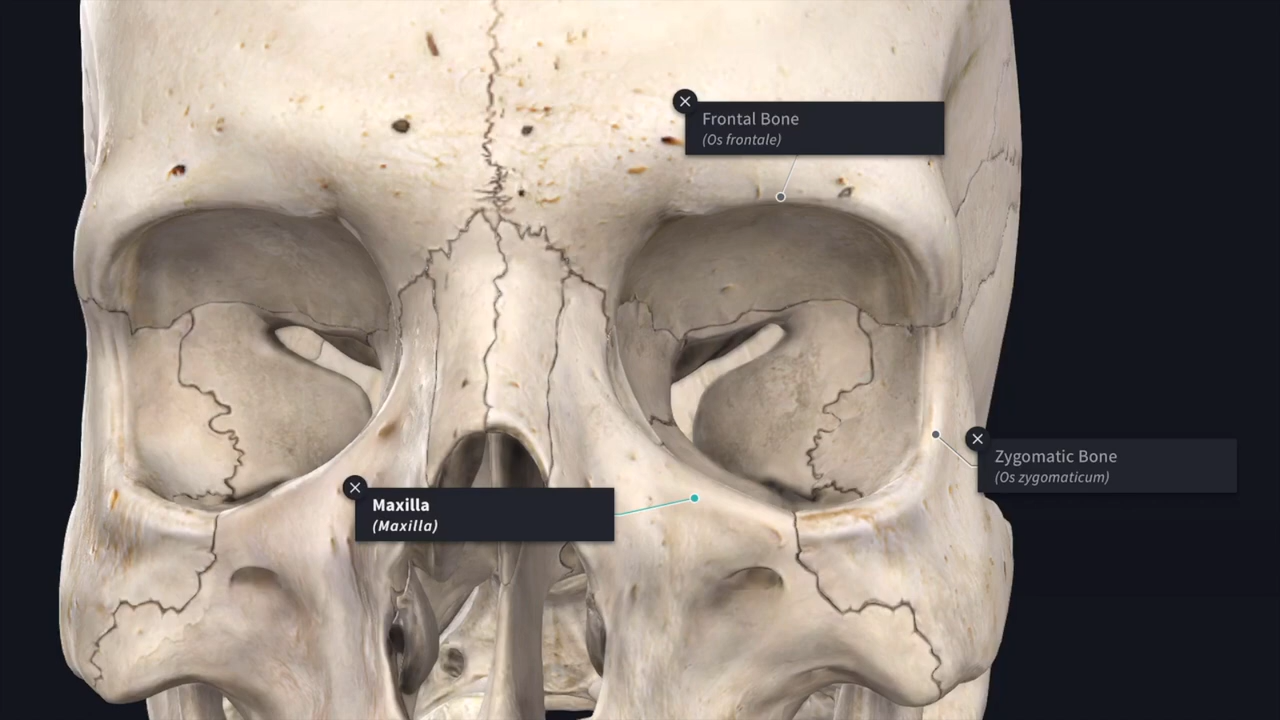 Frontal Bone
(Os frontale)
Zygomatic Bone
(Os zygomaticum)
Maxilla
(Maxilla)